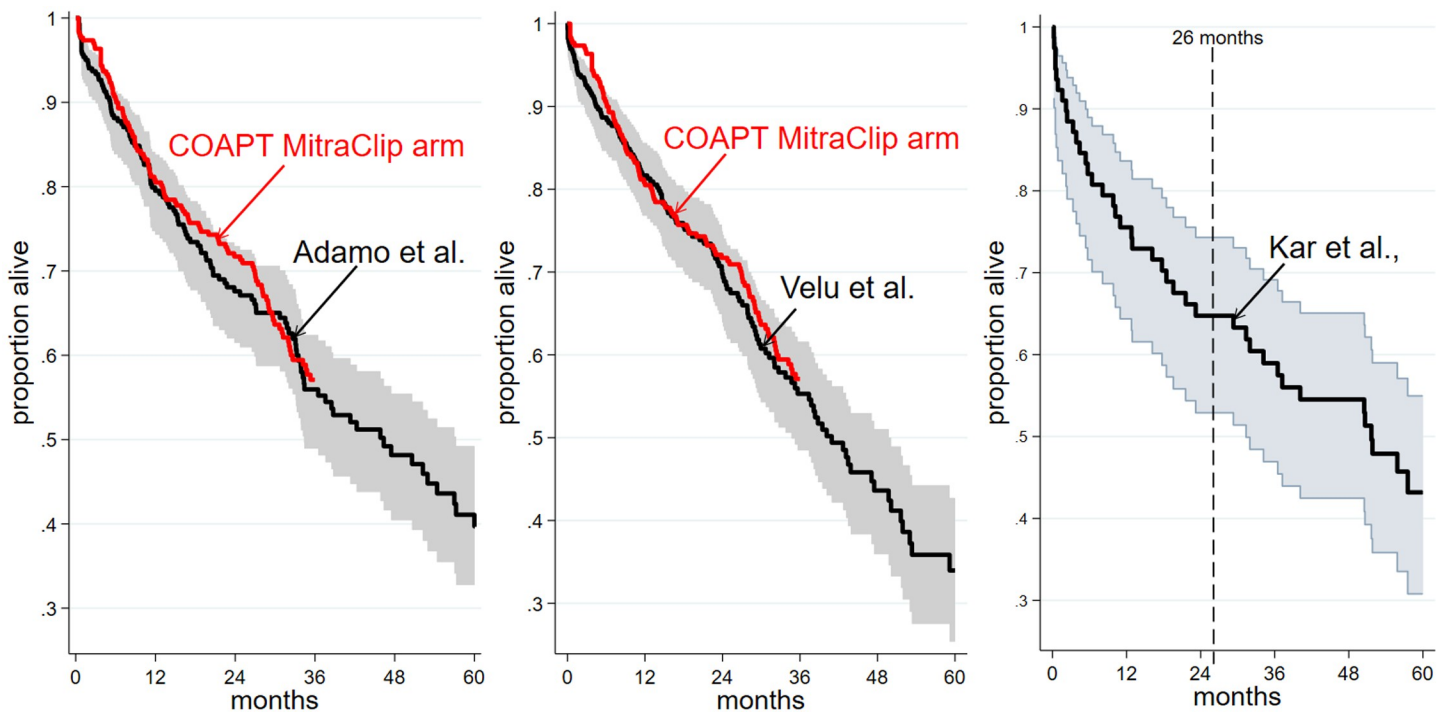 1
.9
.8
.7
.6
.5
.4
.3
proportion alive
COAPT MitraClip arm
Adamo et al.
0 12 24 36 48 60
months
1
.9
.8
.7
.6
.5
.4
.3
proportion alive
COAPT MitraClip arm
Velu et al.
0 12 24 36 48 60
months
1
.9
.8
.7
.6
.5
.4
.3
proportion alive
26 months
Kar et al.,
0 12 24 36 48 60
months